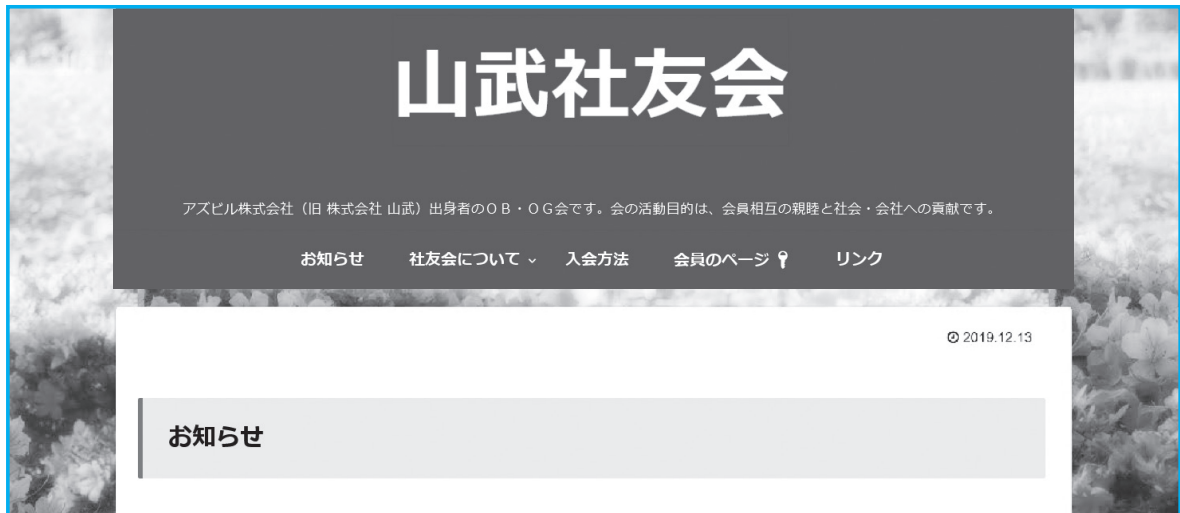 山武社友会
アズビル株式会社（旧 株式会社 山武）出身者のＯＢ・ＯＧ会です。会の活動目的は、会員相互の親睦と社会・会社への貢献です。
お知らせ 社友会について 入会方法 会員のページ リンク
2019.12.13
お知らせ